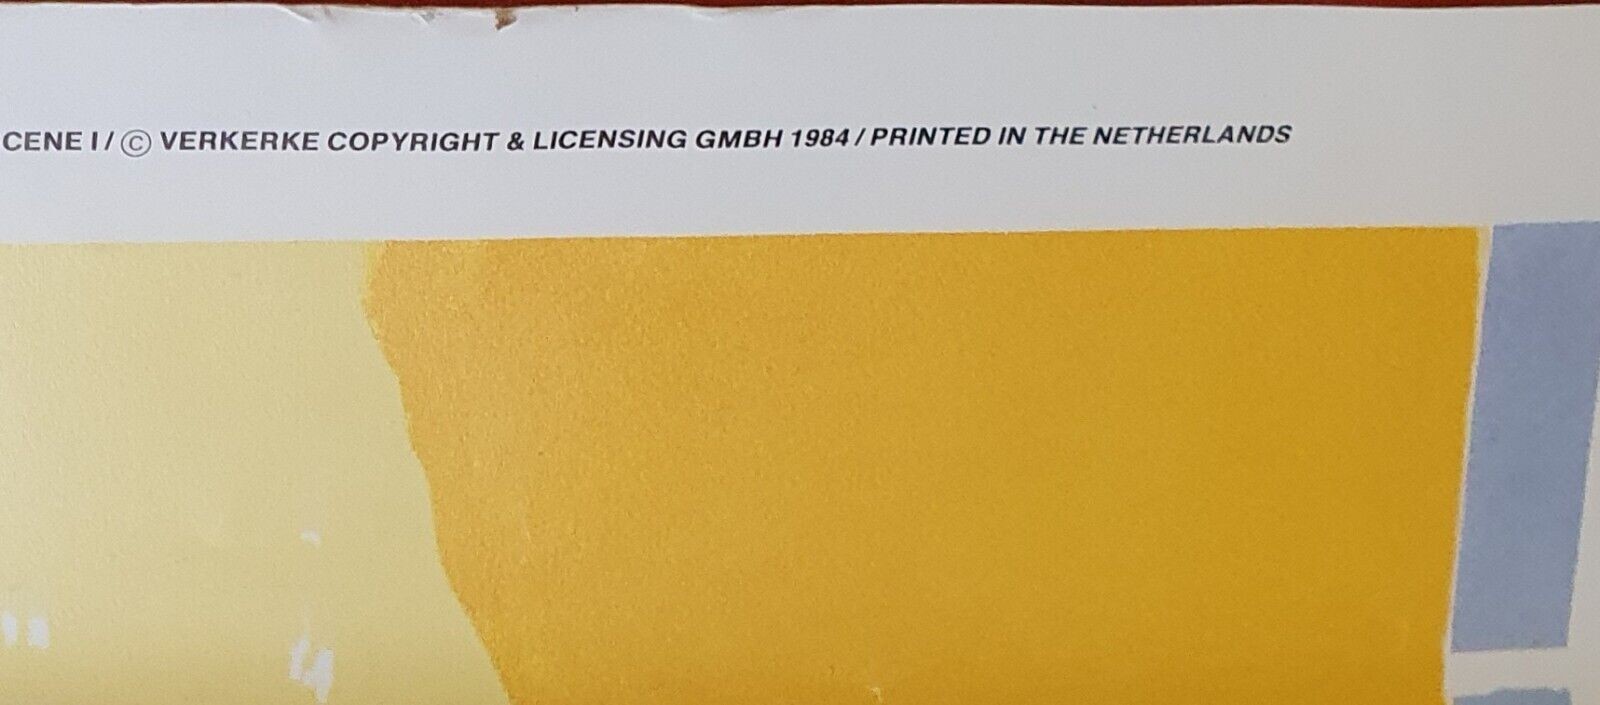 CENE I / © VERKERKE COPYRIGHT & LICENSING GMBH 1984 / PRINTED IN THE NETHERLANDS